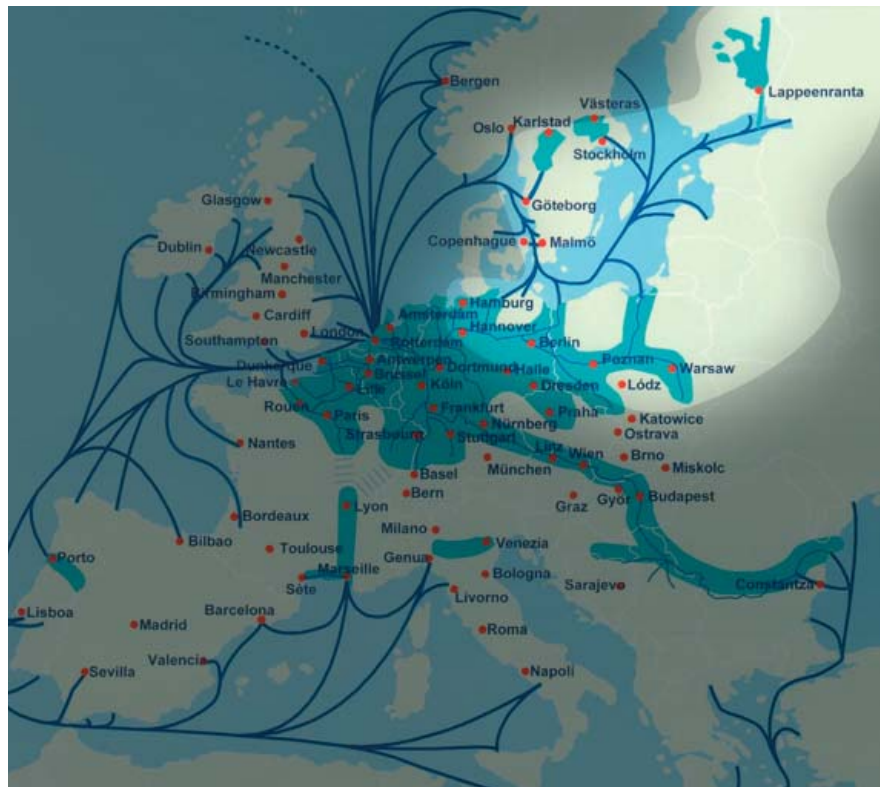 Bergen
Lappeenranta
Västeras
Karlstad
Oslo
Stockholm
Glasgow
Göteborg
Dublin
Newcastle
Copenhague
Malmö
Manchester
Birmingham
Hamburg
Cardiff
Amsterdam
London
Hannover
Southampton
Rotterdam
Berlin
Dunkerque
Antwerpen
Poznan
Dortmund
Halle
Warsaw
Brussel
Le Havre
Lille
Köln
Dresden
Lódz
Rouen
Frankfurt
Paris
Praha
Katowice
Nürnberg
Strasbourg
Stuttgart
Ostrava
Nantes
Linz
Wien
Brno
München
Miskolc
Basel
Bern
Graz
Györ
Budapest
Lyon
Bordeaux
Milano
Bilbao
Toulouse
Venezia
Porto
Genua
Marseille
Bologna
Sète
Sarajevo
Constantza
Livorno
Lisboa
Barcelona
Madrid
Roma
Valencia
Sevilla
Napoli